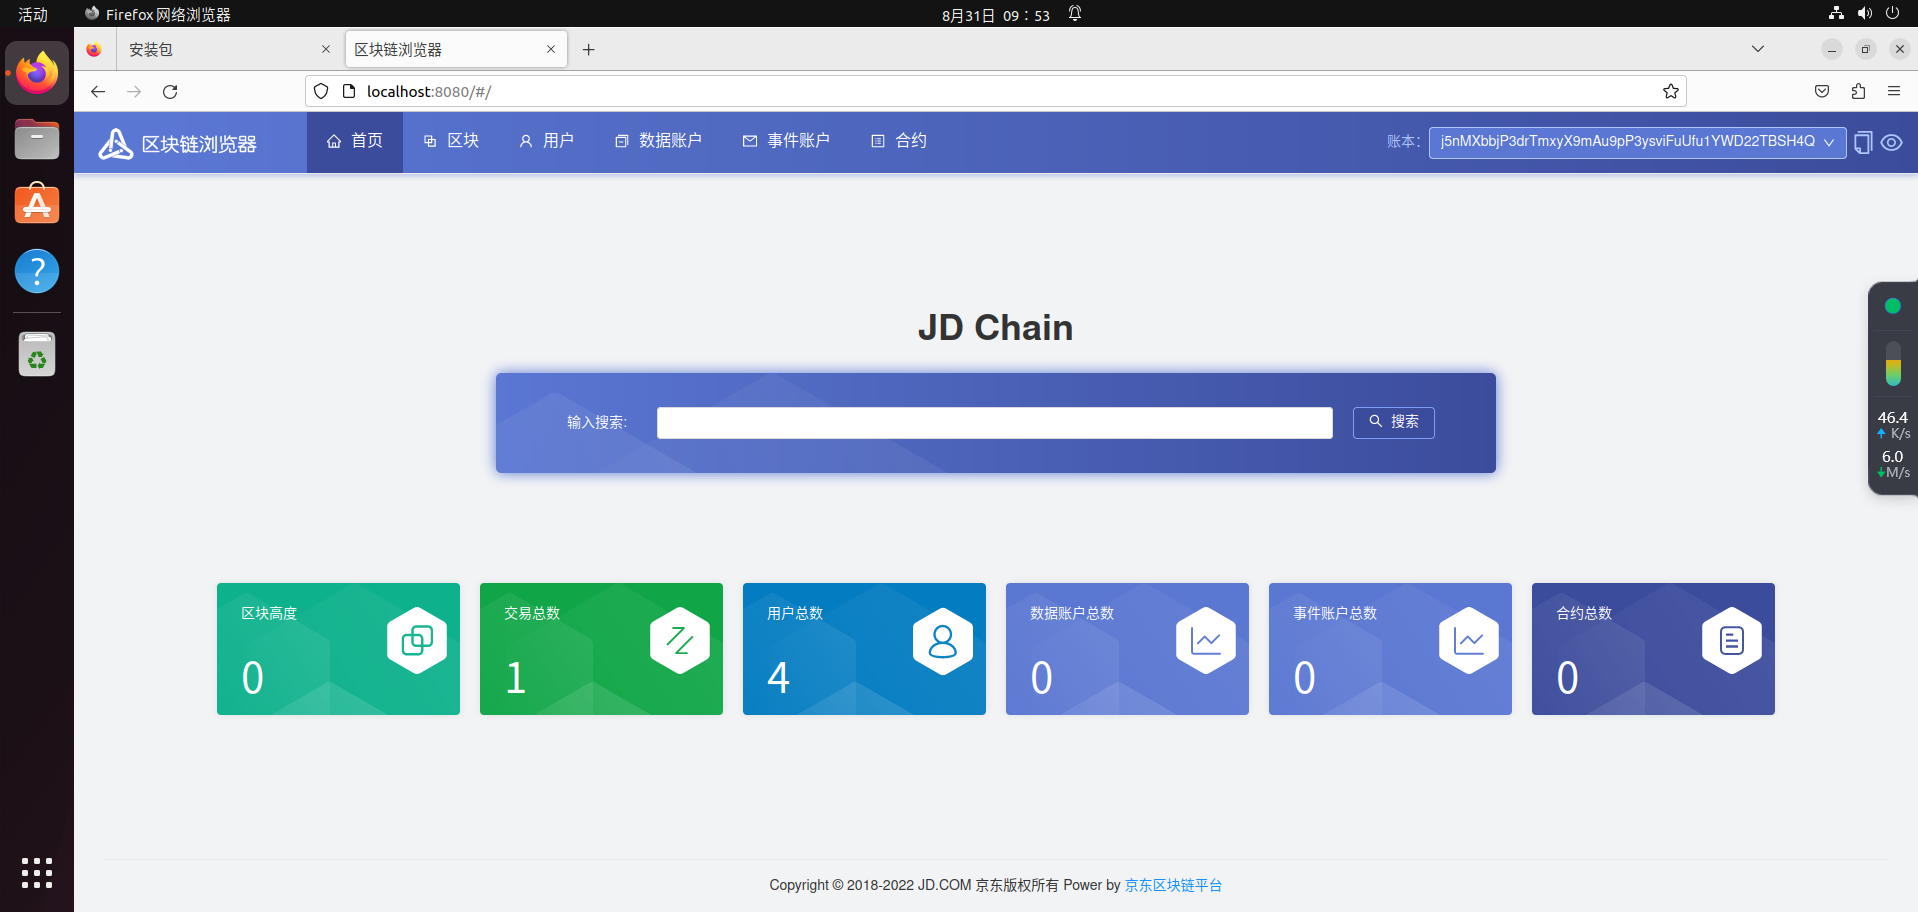 活动
Firefox 网络浏览器
8月31日 09：53
安装包
区块链浏览器
localhost:8080/#/
区块链浏览器
首页
区块
用户
数据账户
事件账户
合约
账本:
j5nMXbbjP3drTmxyX9mAu9pP3ysviFuUfu1YWD22TBSH4Q
JD Chain
输入搜索:
搜索
46.4
K/s
6.0
M/s
区块高度
0
交易总数
1
用户总数
4
数据账户总数
0
事件账户总数
0
合约总数
0
Copyright © 2018-2022 JD.COM 京东版权所有 Power by 京东区块链平台